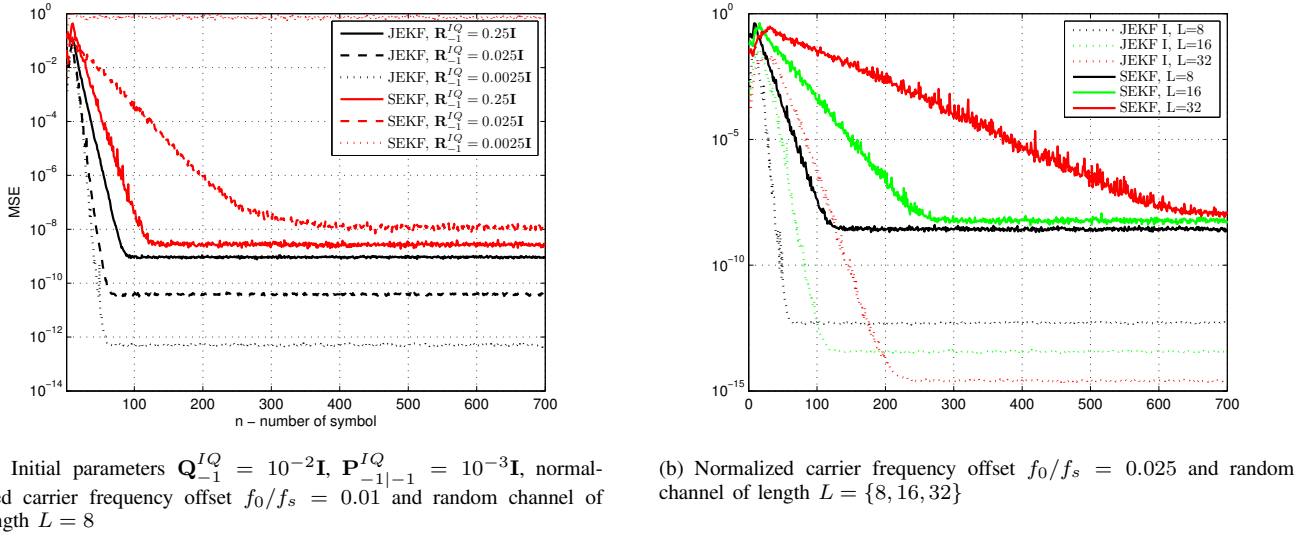 10^0
10^{-2}
10^{-4}
10^{-6}
10^{-8}
10^{-10}
10^{-12}
10^{-14}
MSE
100 200 300 400 500 600 700
n − number of symbol
JEKF, R_{-1}^{IQ} = 0.25I
JEKF, R_{-1}^{IQ} = 0.025I
JEKF, R_{-1}^{IQ} = 0.0025I
SEKF, R_{-1}^{IQ} = 0.25I
SEKF, R_{-1}^{IQ} = 0.025I
SEKF, R_{-1}^{IQ} = 0.0025I
Initial parameters Q_{-1}^{IQ} = 10^{-2}I, P_{-1|-1}^{IQ} = 10^{-3}I, normal-
ed carrier frequency offset f_0/f_s = 0.01 and random channel of
ngth L = 8
10^0
10^{-5}
10^{-10}
10^{-15}
0 100 200 300 400 500 600 700
JEKF I, L=8
JEKF I, L=16
JEKF I, L=32
SEKF, L=8
SEKF, L=16
SEKF, L=32
(b) Normalized carrier frequency offset f_0/f_s = 0.025 and random
channel of length L = {8, 16, 32}